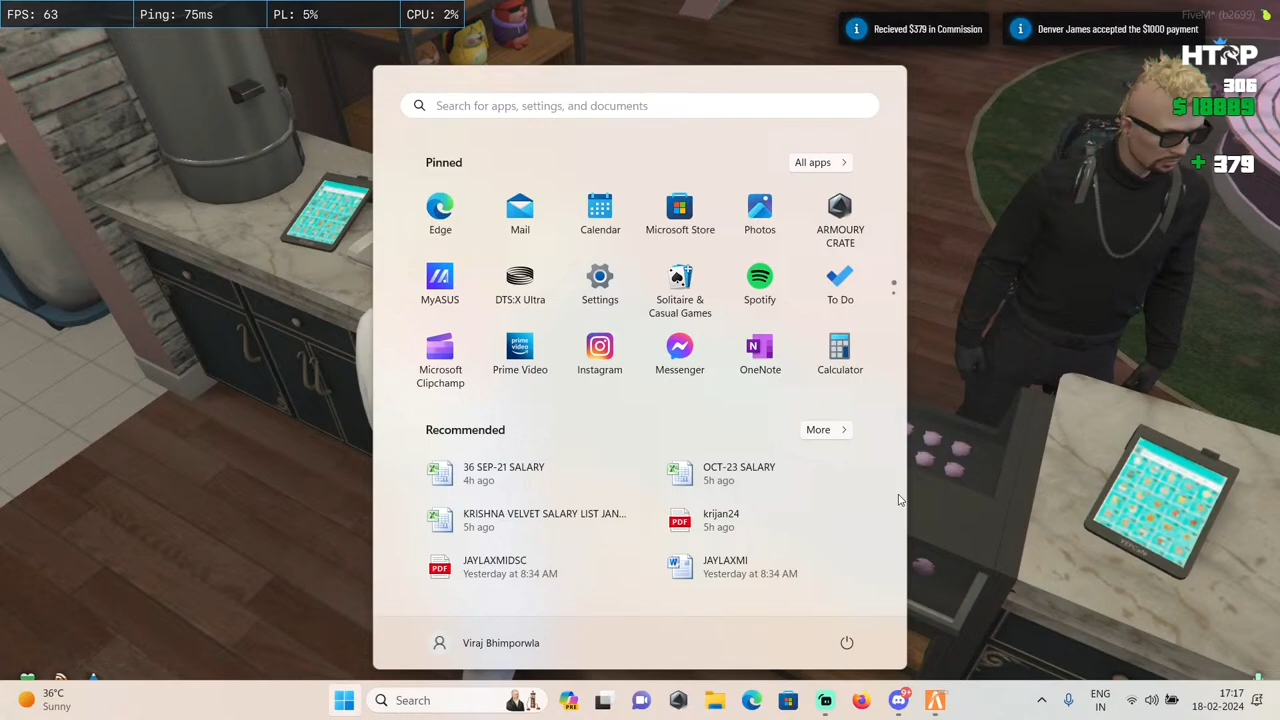 FPS: 63
Ping: 75ms
PL: 5%
CPU: 2%
Recieved $379 in Commission
Denver James accepted the $1000 payment
FiveM* (b2699)
HTRP
306
$18889
+ 379
Search for apps, settings, and documents
Pinned
All apps
Edge
Mail
Calendar
Microsoft Store
Photos
ARMOURY CRATE
MyASUS
DTS:X Ultra
Settings
Solitaire & Casual Games
Spotify
To Do
Microsoft Clipchamp
Prime Video
Instagram
Messenger
OneNote
Calculator
Recommended
More
36 SEP-21 SALARY
4h ago
OCT-23 SALARY
5h ago
KRISHNA VELVET SALARY LIST JAN...
5h ago
krijan24
5h ago
JAYLAXMIDSC
Yesterday at 8:34 AM
JAYLAXMI
Yesterday at 8:34 AM
Viraj Bhimporwla
36°C
Sunny
Search
ENG
IN
17:17
18-02-2024